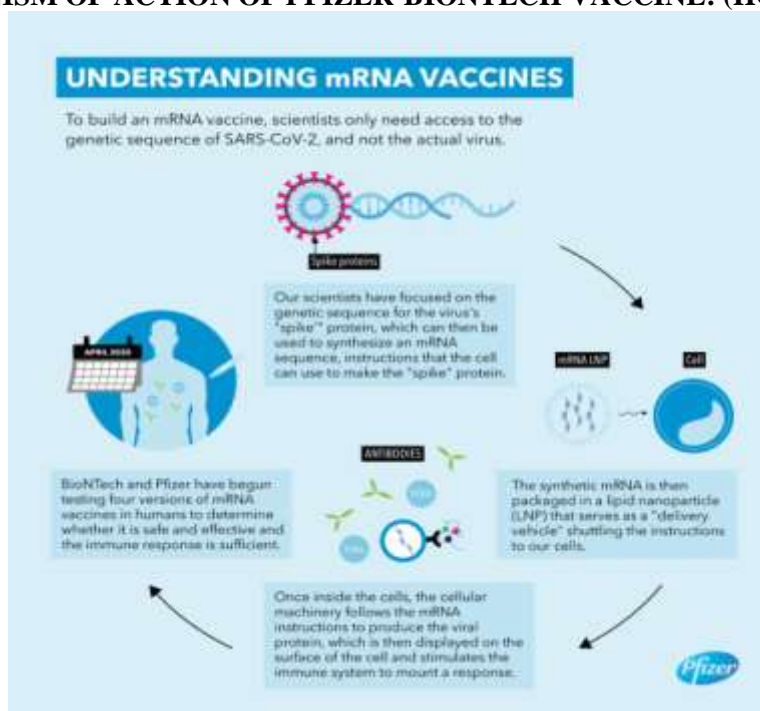 UNDERSTANDING mRNA VACCINES
To build an mRNA vaccine, scientists only need access to the
genetic sequence of SARS-CoV-2, and not the actual virus.
Spike proteins
Our scientists have focused on the
genetic sequence for the virus's
"spike'" protein, which can then be
used to synthesize an mRNA
sequence, instructions that the cell
can use to make the "spike" protein.
mRNA LNP
Cell
The synthetic mRNA is then
packaged in a lipid nanoparticle
(LNP) that serves as a "delivery
vehicle" shuttling the instructions
to our cells.
ANTIBODIES
Once inside the cells, the cellular
machinery follows the mRNA
instructions to produce the viral
protein, which is then displayed on the
surface of the cell and stimulates the
immune system to mount a response.
APRIL 2020
BioNTech and Pfizer have begun
testing four versions of mRNA
vaccines in humans to determine
whether it is safe and effective and
the immune response is sufficient.
Pfizer